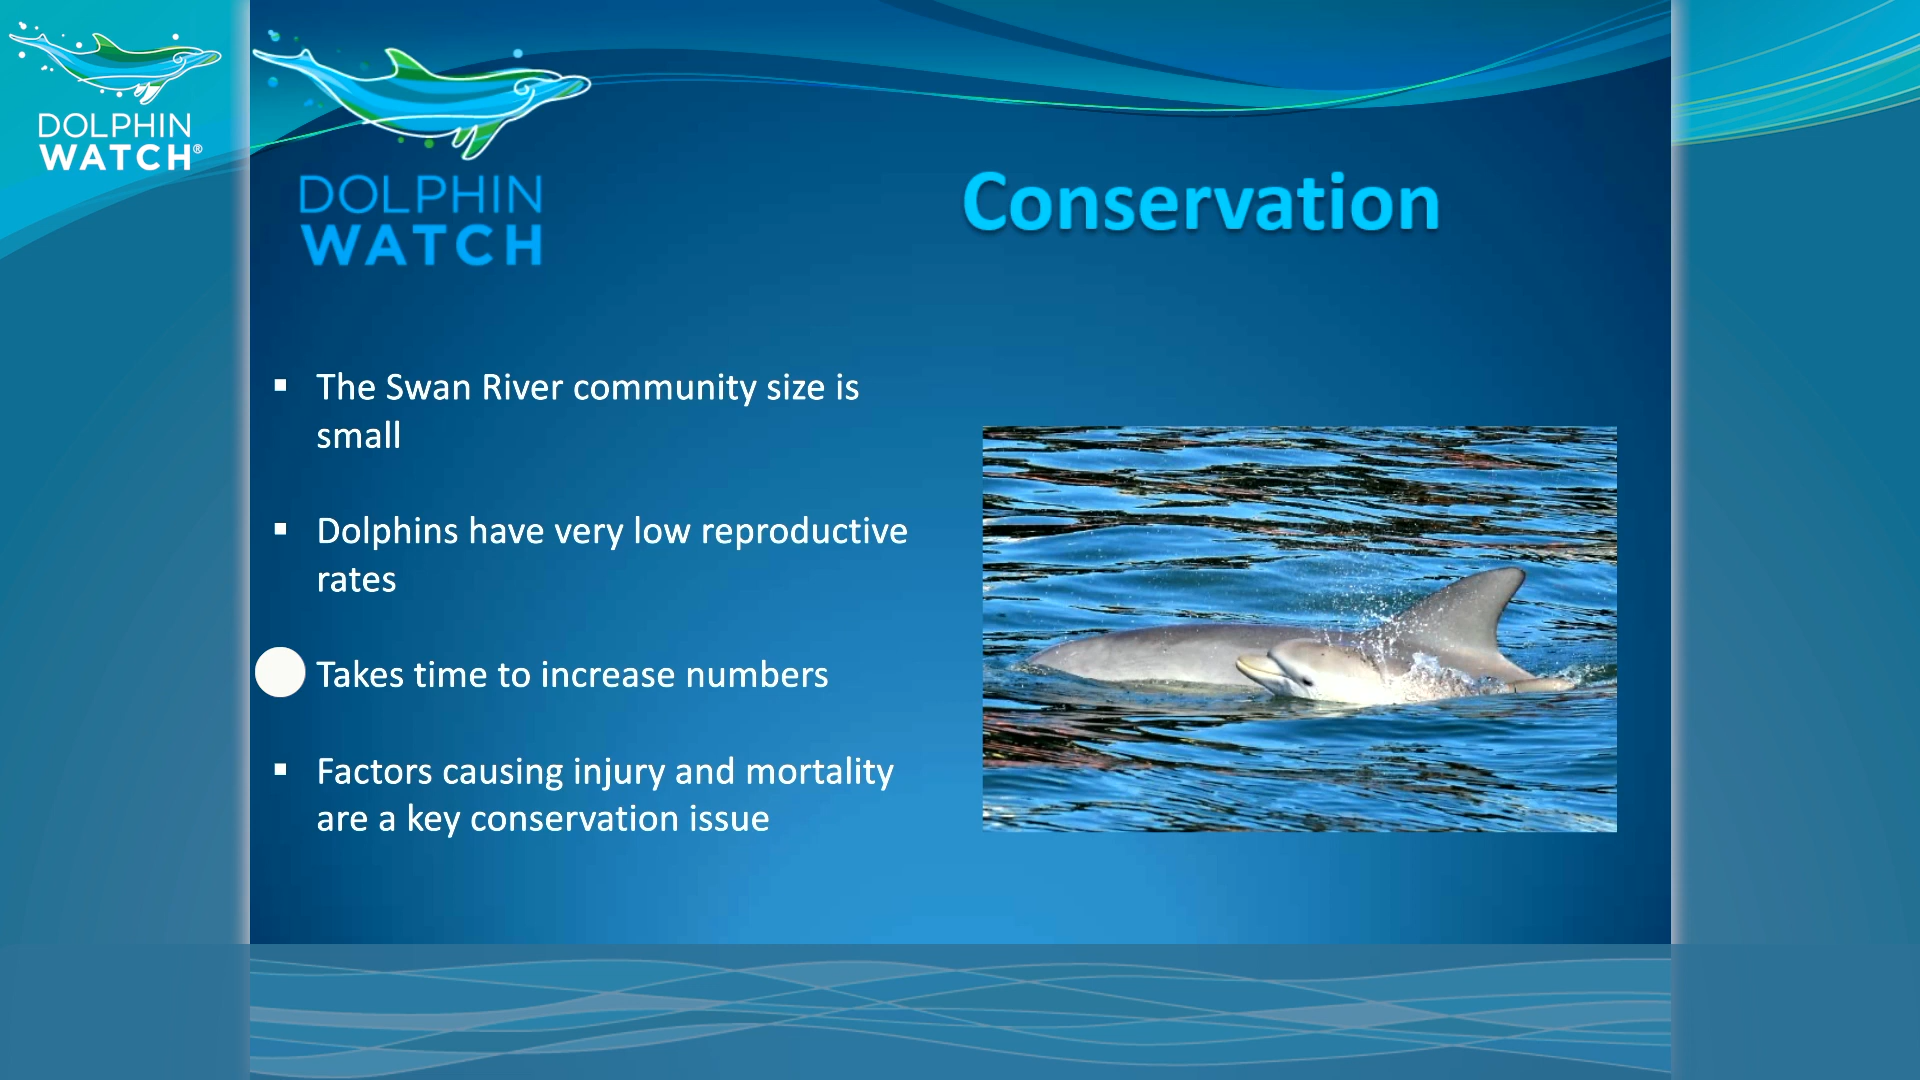 DOLPHIN
WATCH®
DOLPHIN
WATCH
Conservation
▪ The Swan River community size is
small
▪ Dolphins have very low reproductive
rates
Takes time to increase numbers
▪ Factors causing injury and mortality
are a key conservation issue